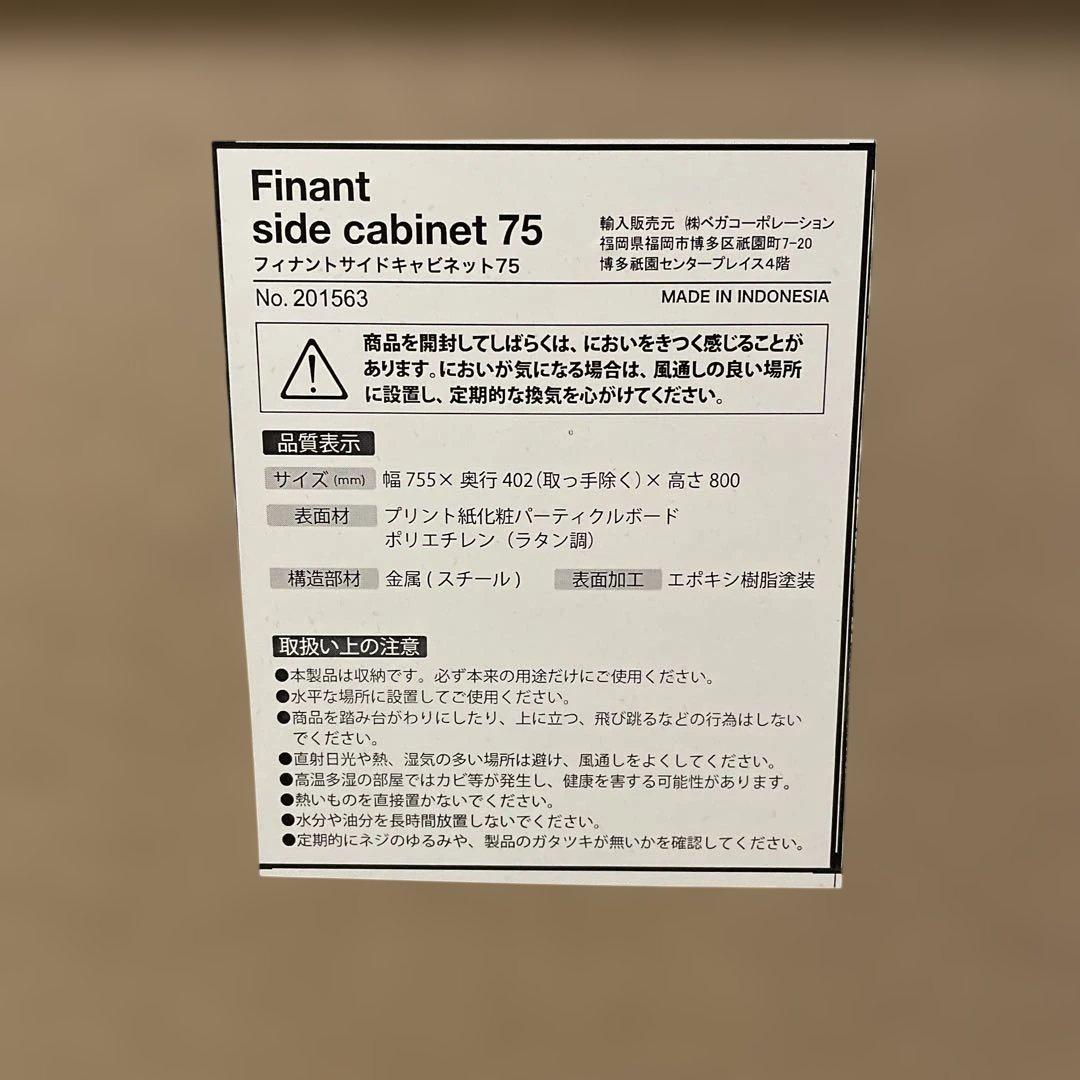 Finant
side cabinet 75
フィナントサイドキャビネット75
輸入販売元 ㈱ベガコーポレーション
福岡県福岡市博多区祇園町7-20
博多祇園センタープレイス4階
No. 201563
MADE IN INDONESIA
商品を開封してしばらくは、においをきつく感じることが
あります。においが気になる場合は、風通しの良い場所
に設置し、定期的な換気を心がけてください。
品質表示
サイズ(mm) 幅755×奥行402(取っ手除く)×高さ800
表面材 プリント紙化粧パーティクルボード
ポリエチレン(ラタン調)
構造部材 金属(スチール) 表面加工 エポキシ樹脂塗装
取扱い上の注意
●本製品は収納です。必ず本来の用途だけにご使用ください。
●水平な場所に設置してご使用ください。
●商品を踏み台がわりにしたり、上に立つ、飛び跳るなどの行為はしない
でください。
●直射日光や熱、湿気の多い場所は避け、風通しをよくしてください。
●高温多湿の部屋ではカビ等が発生し、健康を害する可能性があります。
●熱いものを直接置かないでください。
●水分や油分を長時間放置しないでください。
●定期的にネジのゆるみや、製品のガタツキが無いかを確認してください。